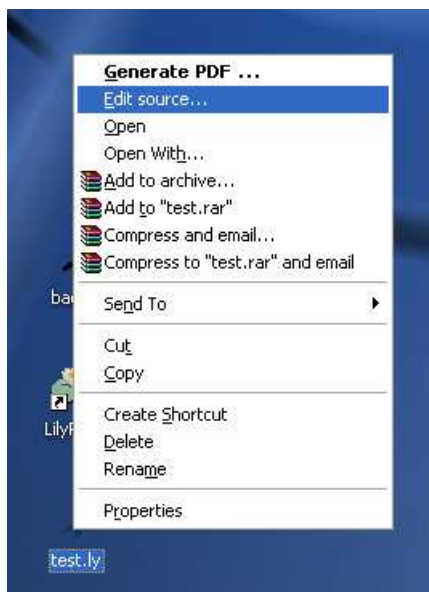 Generate PDF ...
Edit source...
Open
Open With...
Add to archive...
Add to "test.rar"
Compress and email...
Compress to "test.rar" and email
Send To
Cut
Copy
Create Shortcut
Delete
Rename
Properties
test.ly